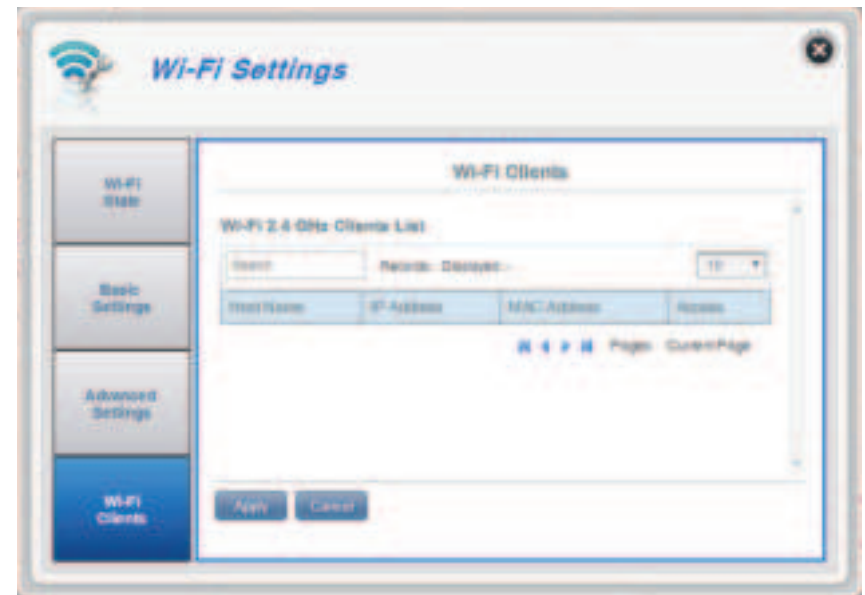 Wi-Fi Settings
Wi-Fi
State
Basic
Settings
Advanced
Settings
Wi-Fi
Clients
Wi-Fi Clients
Wi-Fi 2.4 GHz Clients List
Search
Records: Displayed: -
10
Host Name
IP Address
MAC Address
Access
Pages: Current Page
Apply
Cancel